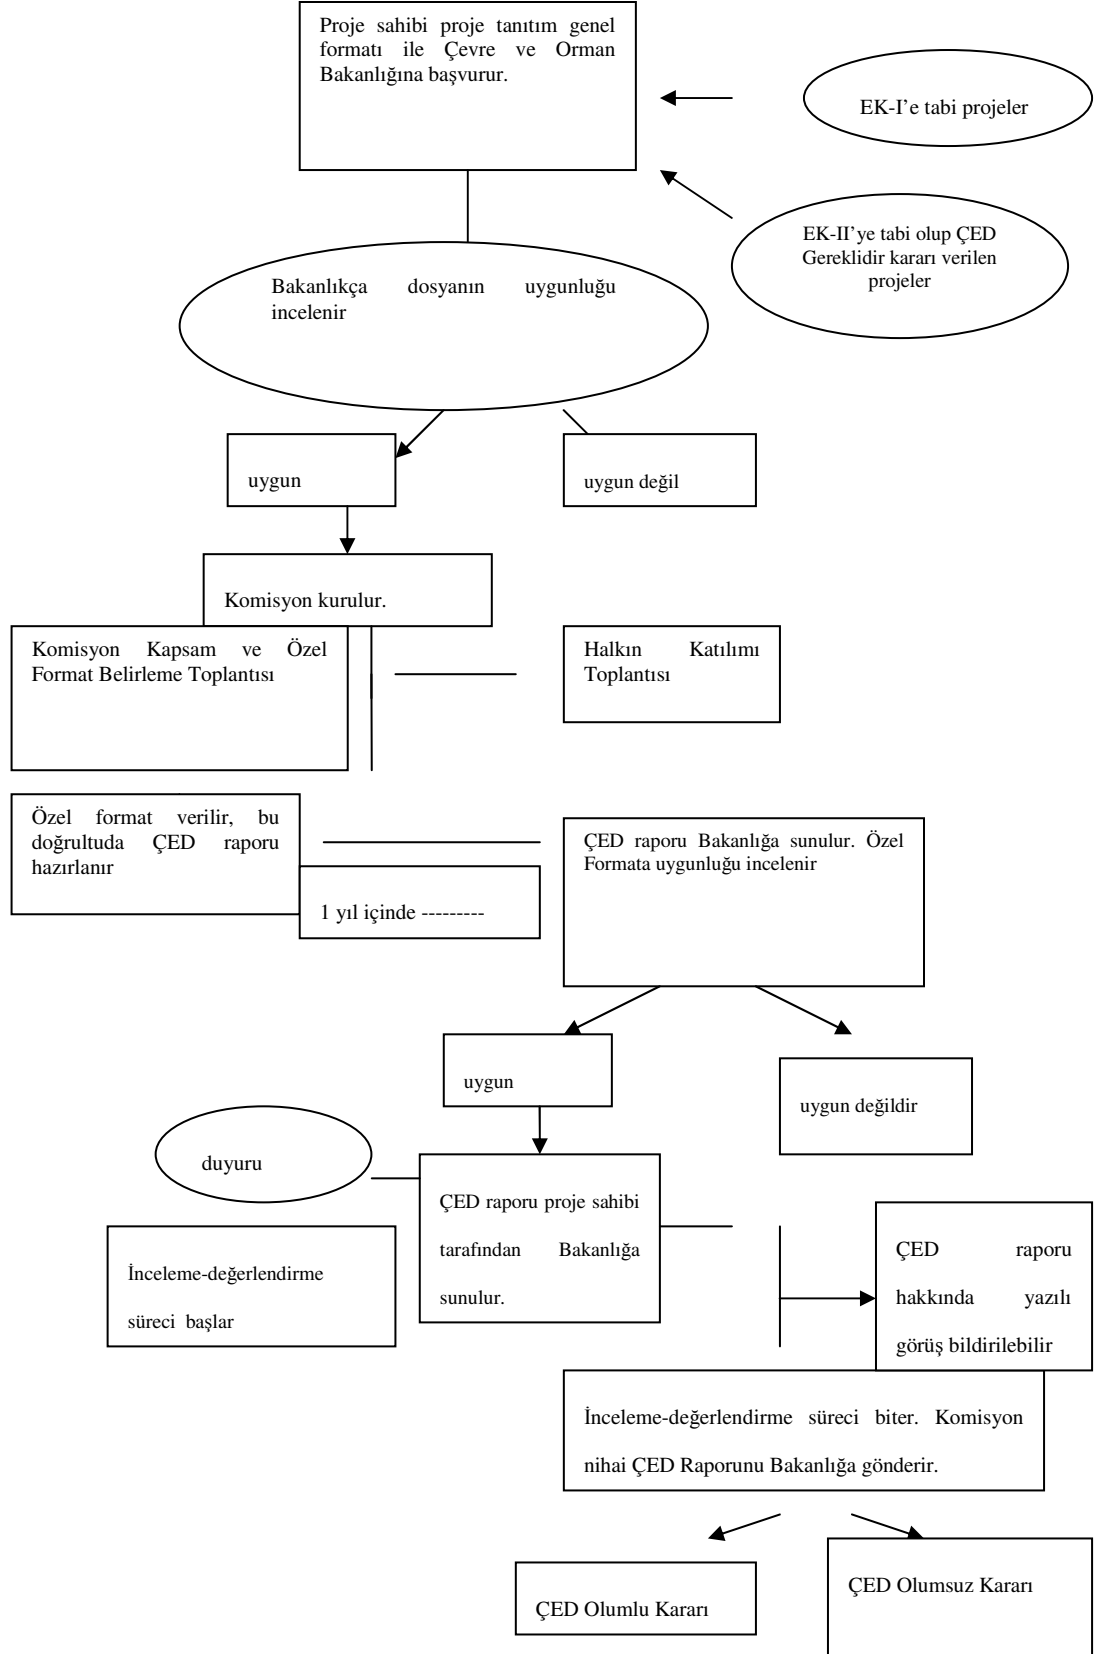 Proje sahibi proje tanıtım genel
formatı ile Çevre ve Orman
Bakanlığına başvurur.
EK-I’e tabi projeler
EK-II’ye tabi olup ÇED
Gereklidir kararı verilen
projeler
Bakanlıkça dosyanın uygunluğu
incelenir
uygun
uygun değil
Komisyon kurulur.
Komisyon Kapsam ve Özel
Format Belirleme Toplantısı
Halkın Katılımı
Toplantısı
Özel format verilir, bu
doğrultuda ÇED raporu
hazırlanır
1 yıl içinde ---------
ÇED raporu Bakanlığa sunulur. Özel
Formata uygunluğu incelenir
uygun
uygun değildir
duyuru
ÇED raporu proje sahibi
tarafından Bakanlığa
sunulur.
İnceleme-değerlendirme
süreci başlar
ÇED raporu
hakkında yazılı
görüş bildirilebilir
İnceleme-değerlendirme süreci biter. Komisyon
nihai ÇED Raporunu Bakanlığa gönderir.
ÇED Olumlu Kararı
ÇED Olumsuz Kararı